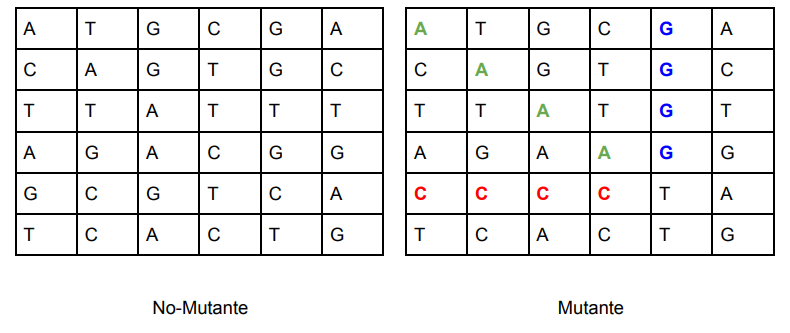 A T G C G A
C A G T G C
T T A T T T
A G A C G G
G C G T C A
T C A C T G
No-Mutante
A T G C G A
C A G T G C
T T A T G T
A G A A G G
C C C C T A
T C A C T G
Mutante